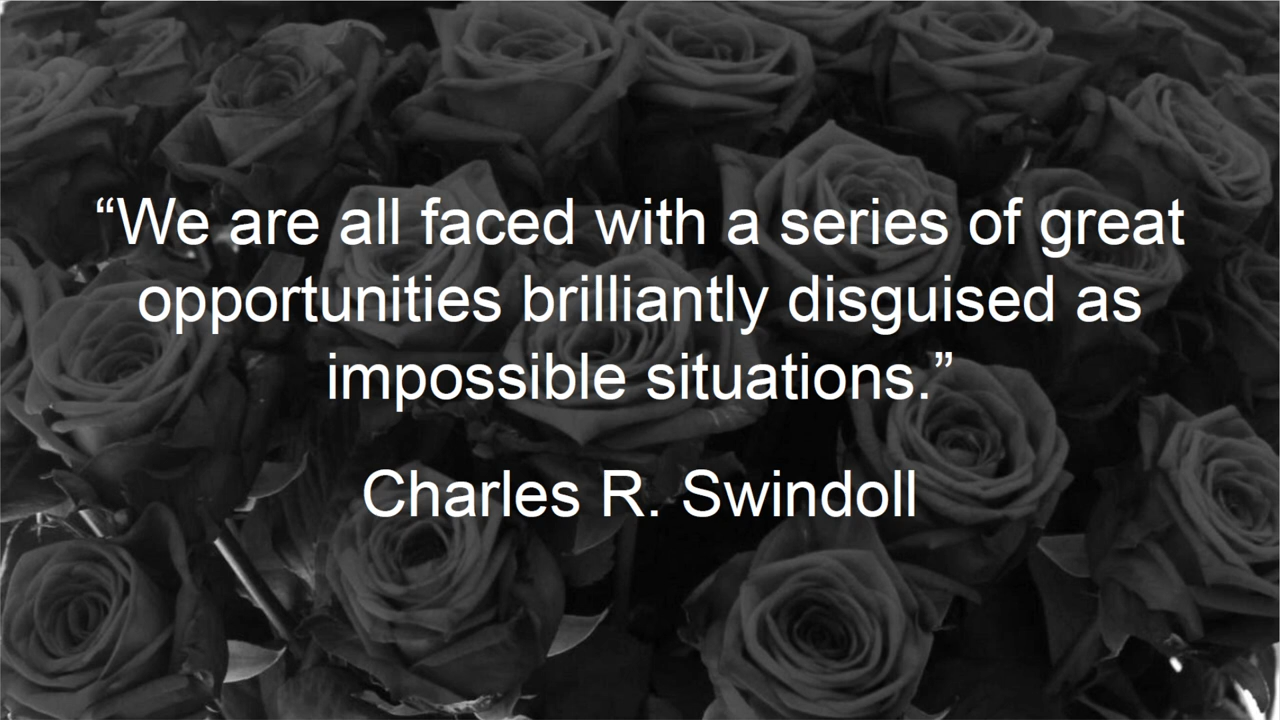 “We are all faced with a series of great
opportunities brilliantly disguised as
impossible situations.”
Charles R. Swindoll